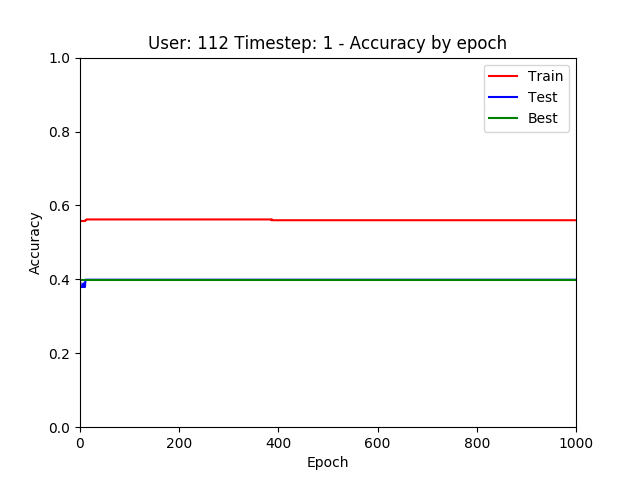 User: 112 Timestep: 1 - Accuracy by epoch
1.0
Train
Test
Best
0.8
0.6
Accuracy
0.4
0.2
0.0
0 200 400 600 800 1000
Epoch